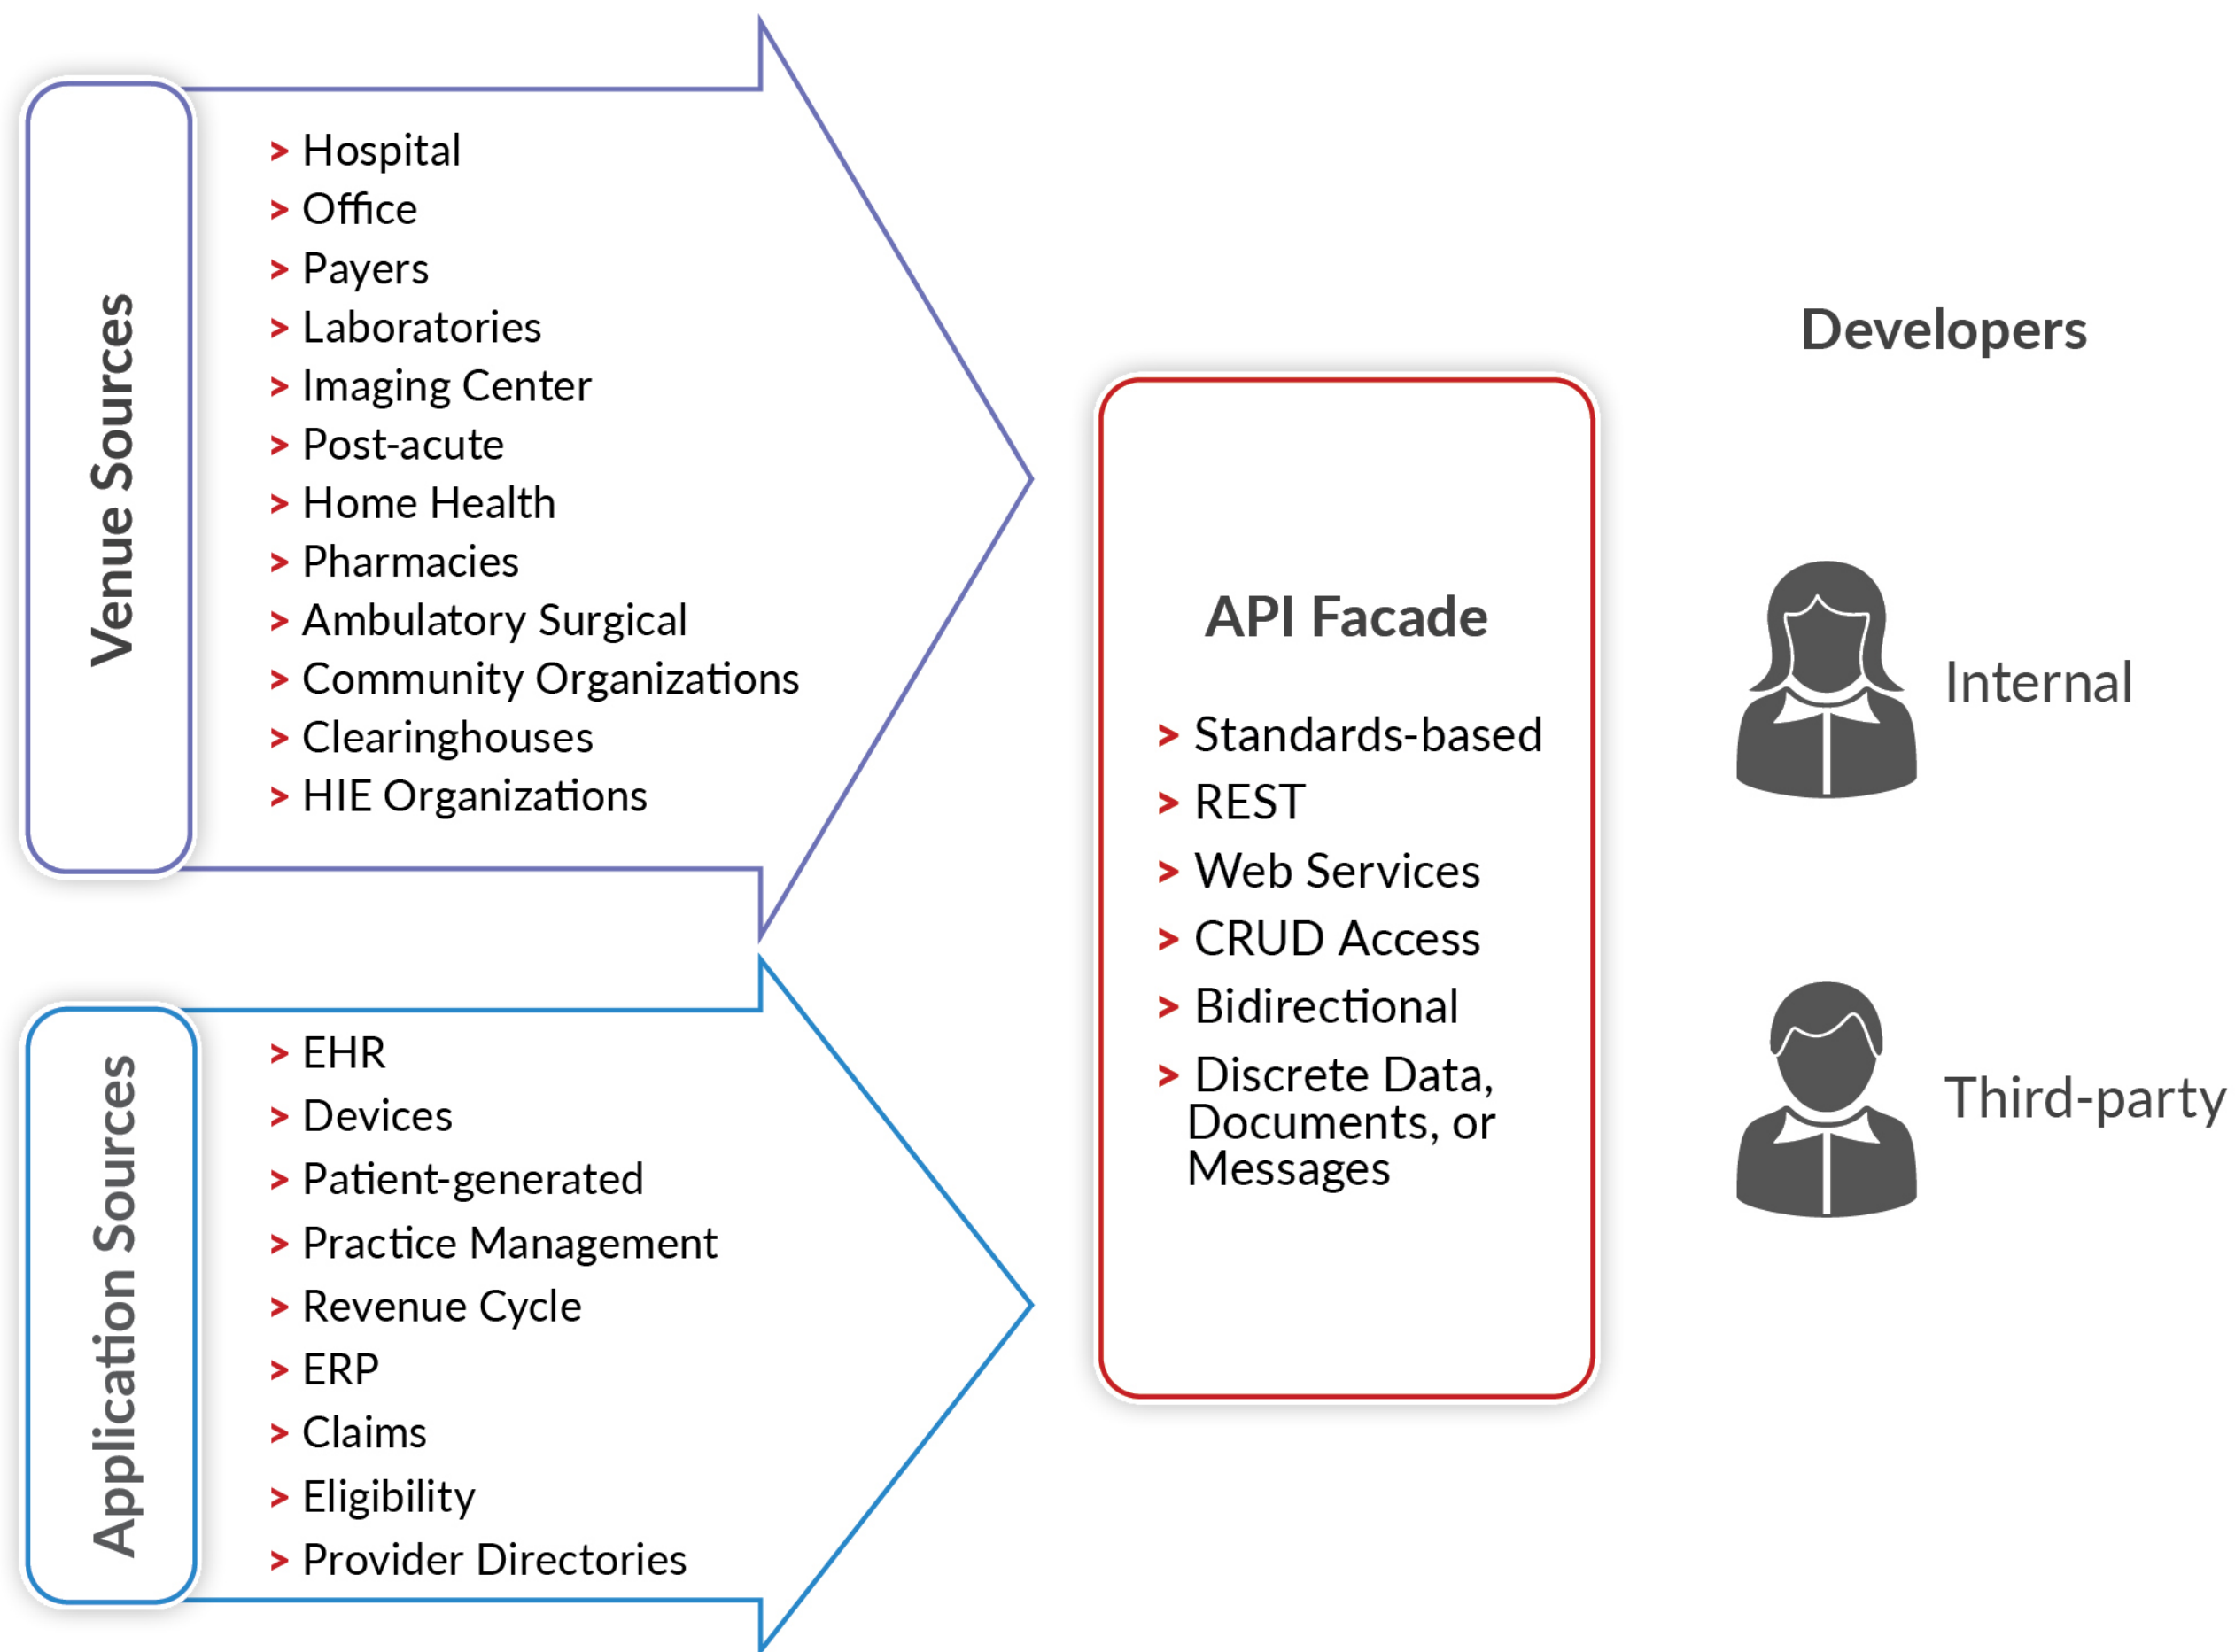 Venue Sources
> Hospital
> Office
> Payers
> Laboratories
> Imaging Center
> Post-acute
> Home Health
> Pharmacies
> Ambulatory Surgical
> Community Organizations
> Clearinghouses
> HIE Organizations
Application Sources
> EHR
> Devices
> Patient-generated
> Practice Management
> Revenue Cycle
> ERP
> Claims
> Eligibility
> Provider Directories
API Facade
> Standards-based
> REST
> Web Services
> CRUD Access
> Bidirectional
> Discrete Data,
Documents, or
Messages
Developers
Internal
Third-party